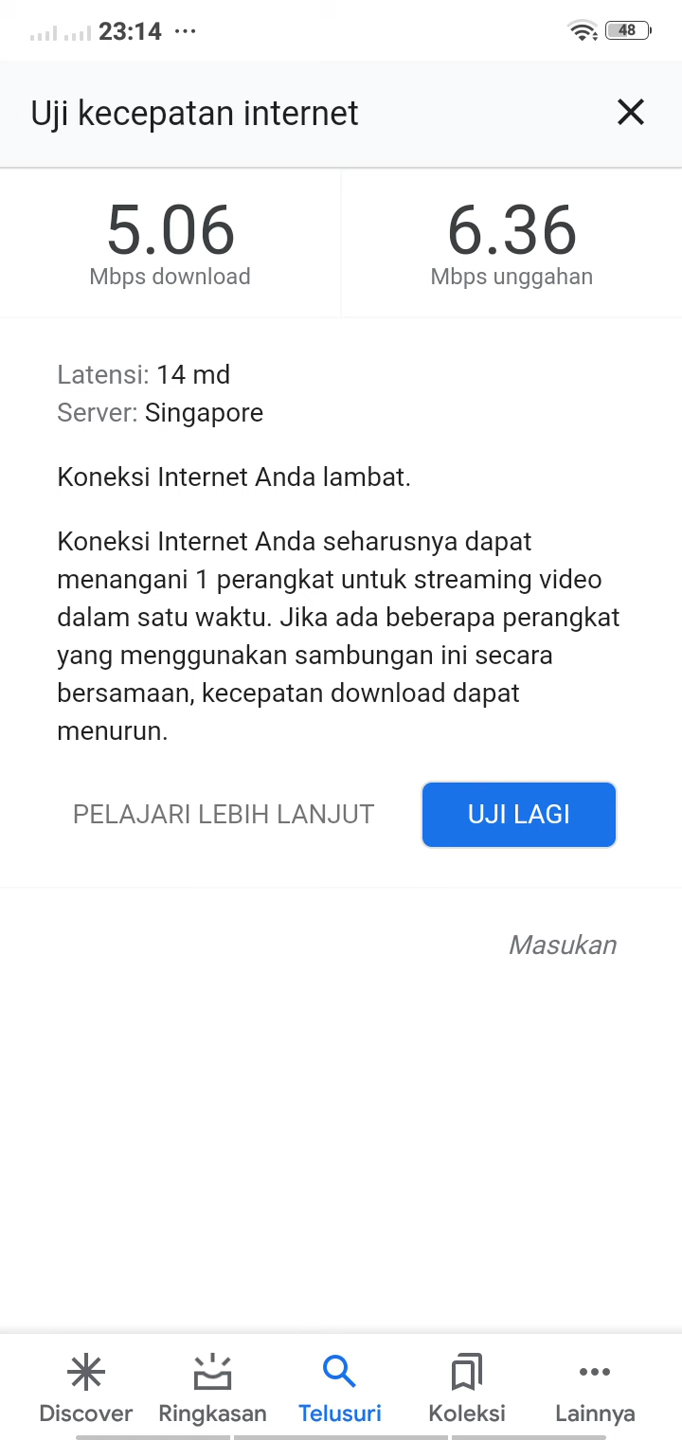 23:14 ...
48
Uji kecepatan internet
5.06
Mbps download
6.36
Mbps unggahan
Latensi: 14 md
Server: Singapore
Koneksi Internet Anda lambat.
Koneksi Internet Anda seharusnya dapat
menangani 1 perangkat untuk streaming video
dalam satu waktu. Jika ada beberapa perangkat
yang menggunakan sambungan ini secara
bersamaan, kecepatan download dapat
menurun.
PELAJARI LEBIH LANJUT
UJI LAGI
Masukan
Discover
Ringkasan
Telusuri
Koleksi
Lainnya